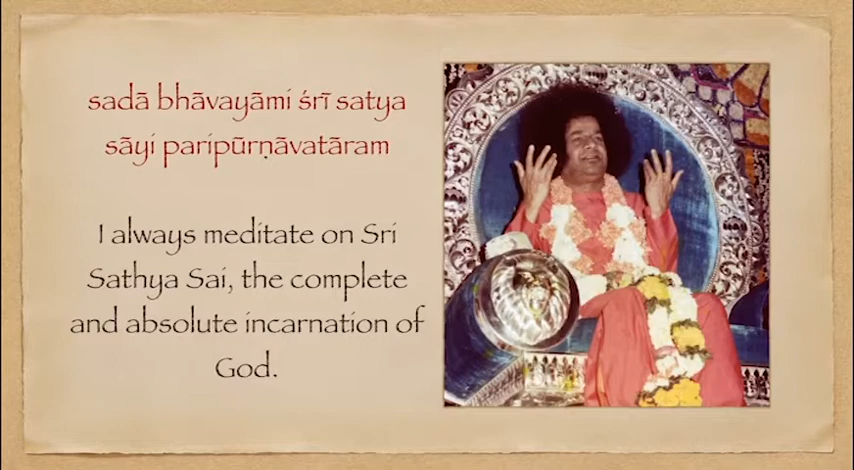 sadā bhāvayāmi śrī satya
sāyi paripūrṇāvatāram
I always meditate on Sri
Sathya Sai, the complete
and absolute incarnation of
God.